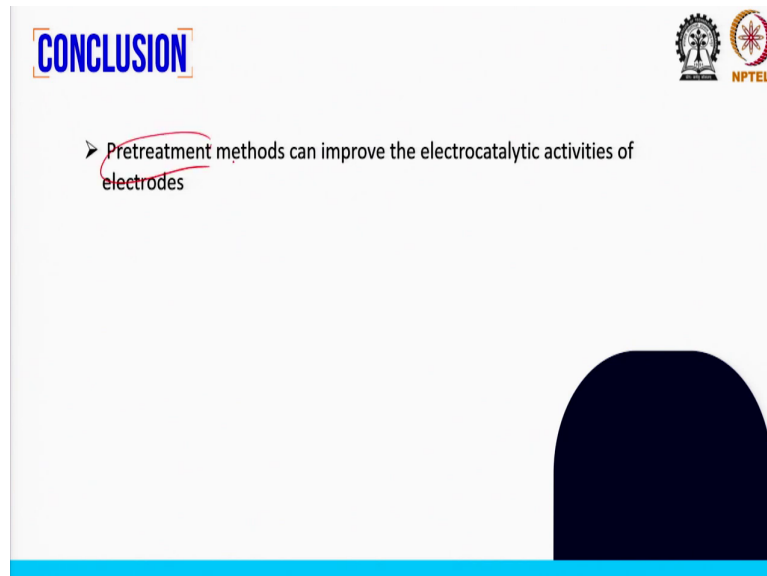 CONCLUSION
NPTEL
➤ Pretreatment methods can improve the electrocatalytic activities of
electrodes